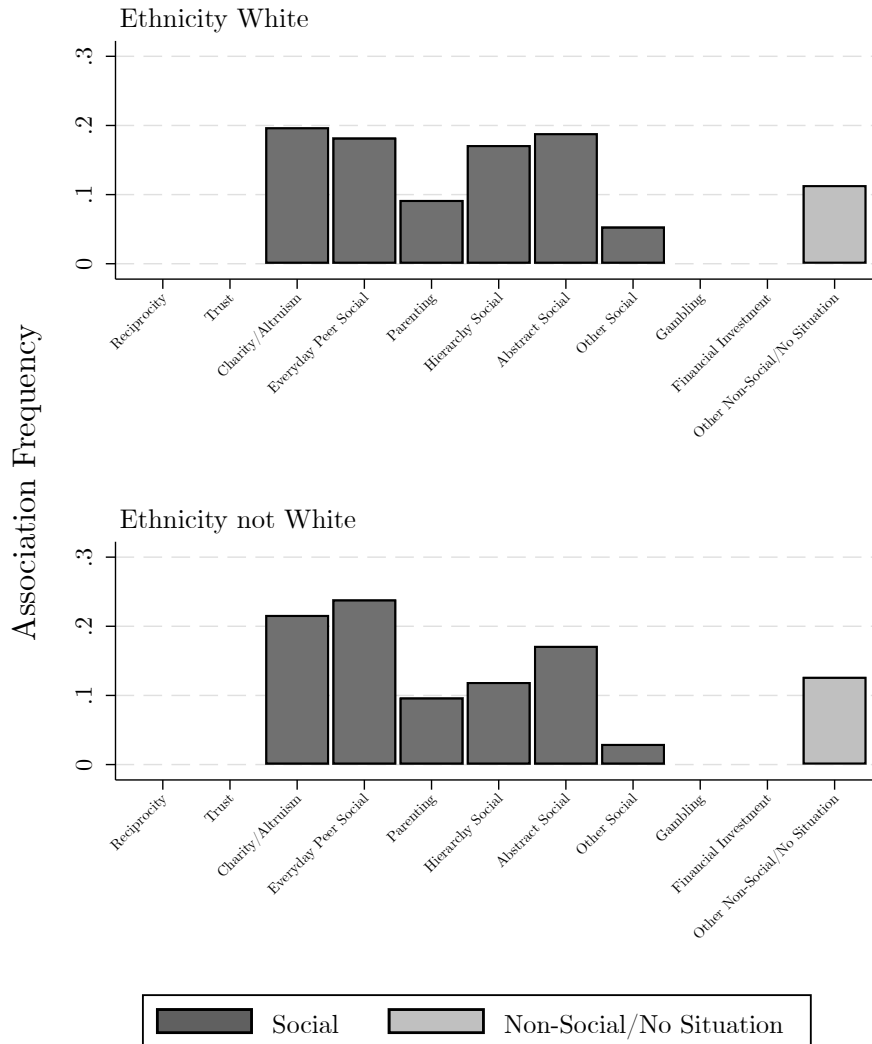 Ethnicity White
.3
.2
.1
0
Reciprocity
Trust
Charity/Altruism
Everyday Peer Social
Parenting
Hierarchy Social
Abstract Social
Other Social
Gambling
Financial Investment
Other Non-Social/No Situation
Association Frequency
Ethnicity not White
.3
.2
.1
0
Reciprocity
Trust
Charity/Altruism
Everyday Peer Social
Parenting
Hierarchy Social
Abstract Social
Other Social
Gambling
Financial Investment
Other Non-Social/No Situation
Social
Non-Social/No Situation